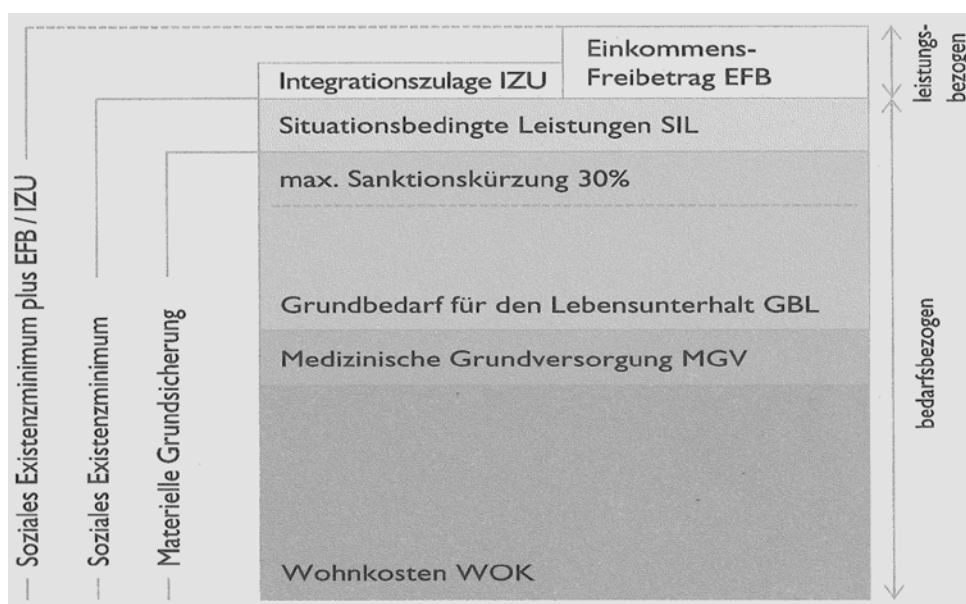 Soziales Existenzminimum plus EFB / IZU
Soziales Existenzminimum
Materielle Grundsicherung
Integrationszulage IZU
Einkommens-
Freibetrag EFB
Situationsbedingte Leistungen SIL
max. Sanktionskürzung 30%
Grundbedarf für den Lebensunterhalt GBL
Medizinische Grundversorgung MGV
Wohnkosten WOK
leistungs-
bezogen
bedarfsbezogen